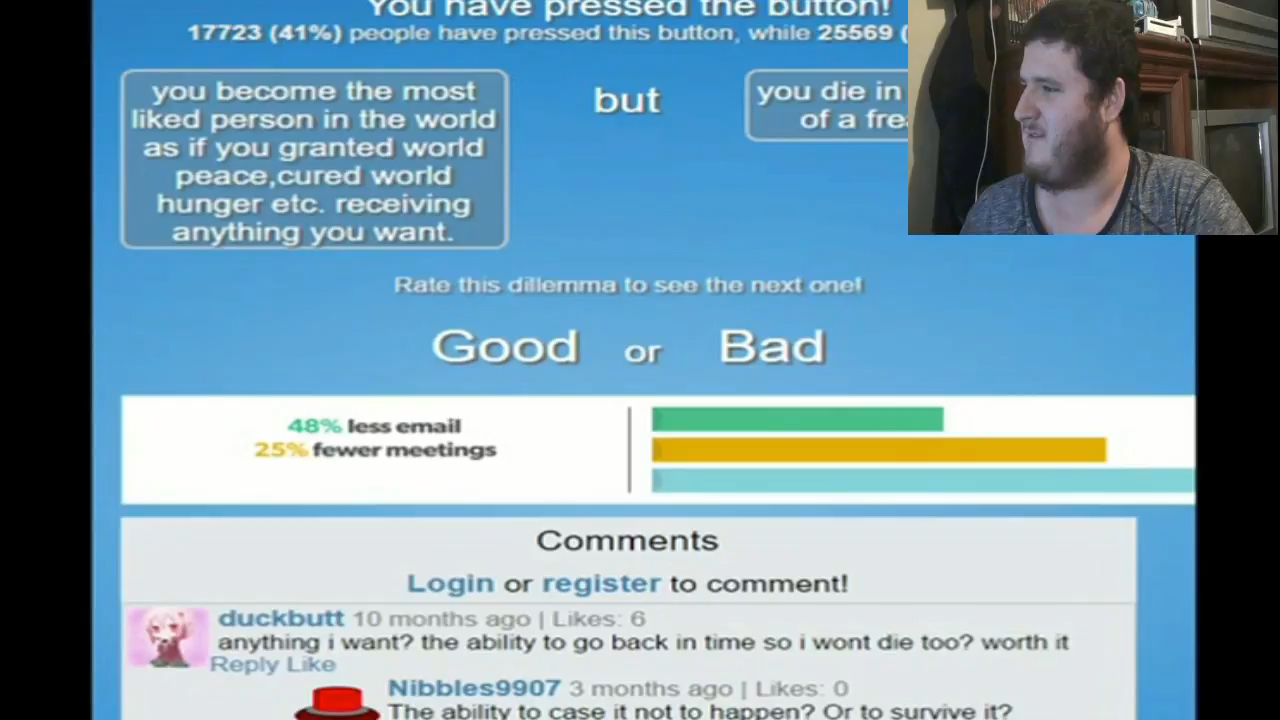 You have pressed the button!
17723 (41%) people have pressed this button, while 25569 (
you become the most
liked person in the world
as if you granted world
peace,cured world
hunger etc. receiving
anything you want.
but
you die in
of a frea
Rate this dillemma to see the next one!
Good or Bad
48% less email
25% fewer meetings
Comments
Login or register to comment!
duckbutt 10 months ago | Likes: 6
anything i want? the ability to go back in time so i wont die too? worth it
Reply Like
Nibbles9907 3 months ago | Likes: 0
The ability to case it not to happen? Or to survive it?